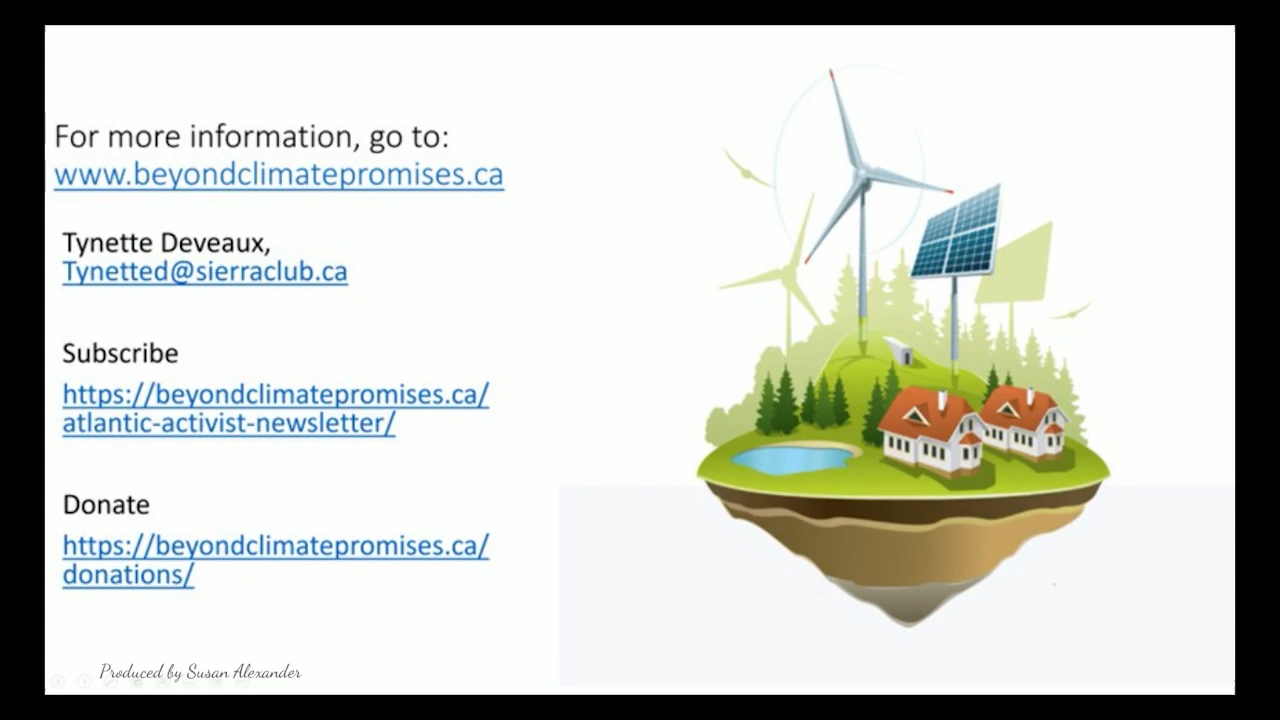 For more information, go to:
www.beyondclimatepromises.ca
Tynette Deveaux,
Tynetted@sierraclub.ca
Subscribe
https://beyondclimatepromises.ca/
atlantic-activist-newsletter/
Donate
https://beyondclimatepromises.ca/
donations/
Produced by Susan Alexander